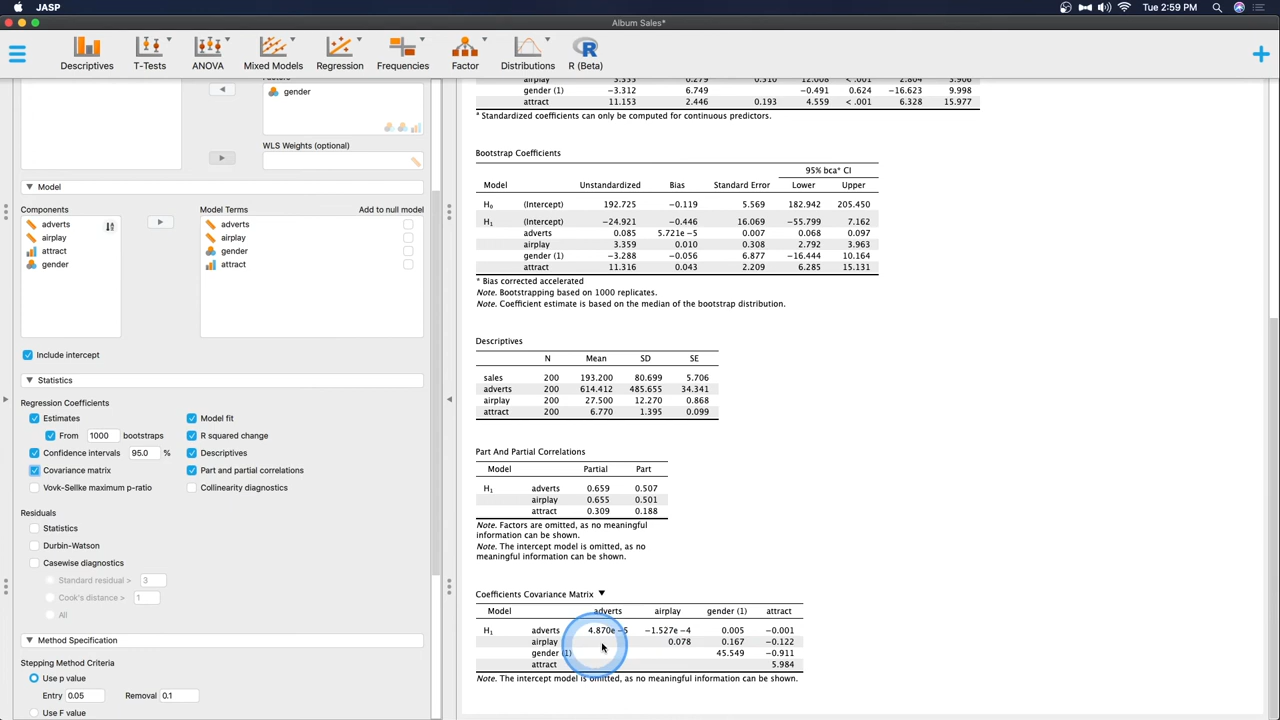 JASP
Tue 2:59 PM
Album Sales*
Descriptives T-Tests ANOVA Mixed Models Regression Frequencies Factor Distributions R (Beta)
gender
WLS Weights (optional)
Model
Components Model Terms Add to null model
adverts adverts
airplay airplay
attract gender
gender attract
Include intercept
Statistics
Regression Coefficients
Estimates Model fit
From 1000 bootstraps R squared change
Confidence intervals 95.0 % Descriptives
Covariance matrix Part and partial correlations
Vovk-Sellke maximum p-ratio Collinearity diagnostics
Residuals
Statistics
Durbin-Watson
Casewise diagnostics
Standard residual > 3
Cook's distance > 1
All
Method Specification
Stepping Method Criteria
Use p value
Entry 0.05 Removal 0.1
Use F value
gender (1) −3.312 6.749 −0.491 0.624 −16.623 9.998
attract 11.153 2.446 0.193 4.559 < .001 6.328 15.977
ᵃ Standardized coefficients can only be computed for continuous predictors.
Bootstrap Coefficients
95% bca* CI
Model Unstandardized Bias Standard Error Lower Upper
H₀ (Intercept) 192.725 −0.119 5.569 182.942 205.450
H₁ (Intercept) −24.921 −0.446 16.069 −55.799 7.162
adverts 0.085 5.721e −5 0.007 0.068 0.097
airplay 3.359 0.010 0.308 2.792 3.963
gender (1) −3.288 −0.056 6.877 −16.444 10.164
attract 11.316 0.043 2.209 6.285 15.131
* Bias corrected accelerated
Note. Bootstrapping based on 1000 replicates.
Note. Coefficient estimate is based on the median of the bootstrap distribution.
Descriptives
N Mean SD SE
sales 200 193.200 80.699 5.706
adverts 200 614.412 485.655 34.341
airplay 200 27.500 12.270 0.868
attract 200 6.770 1.395 0.099
Part And Partial Correlations
Model Partial Part
H₁ adverts 0.659 0.507
airplay 0.655 0.501
attract 0.309 0.188
Note. Factors are omitted, as no meaningful
information can be shown.
Note. The intercept model is omitted, as no
meaningful information can be shown.
Coefficients Covariance Matrix
Model adverts airplay gender (1) attract
H₁ adverts 4.870e −5 −1.527e −4 0.005 −0.001
airplay 0.078 0.167 −0.122
gender (1) 45.549 −0.911
attract 5.984
Note. The intercept model is omitted, as no meaningful information can be shown.